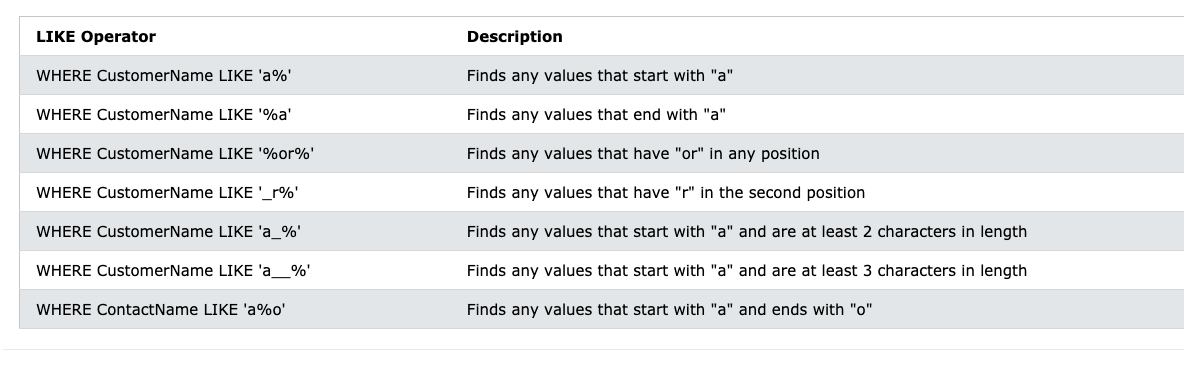 LIKE Operator Description
WHERE CustomerName LIKE 'a%' Finds any values that start with "a"
WHERE CustomerName LIKE '%a' Finds any values that end with "a"
WHERE CustomerName LIKE '%or%' Finds any values that have "or" in any position
WHERE CustomerName LIKE '_r%' Finds any values that have "r" in the second position
WHERE CustomerName LIKE 'a_%' Finds any values that start with "a" and are at least 2 characters in length
WHERE CustomerName LIKE 'a__%' Finds any values that start with "a" and are at least 3 characters in length
WHERE ContactName LIKE 'a%o' Finds any values that start with "a" and ends with "o"